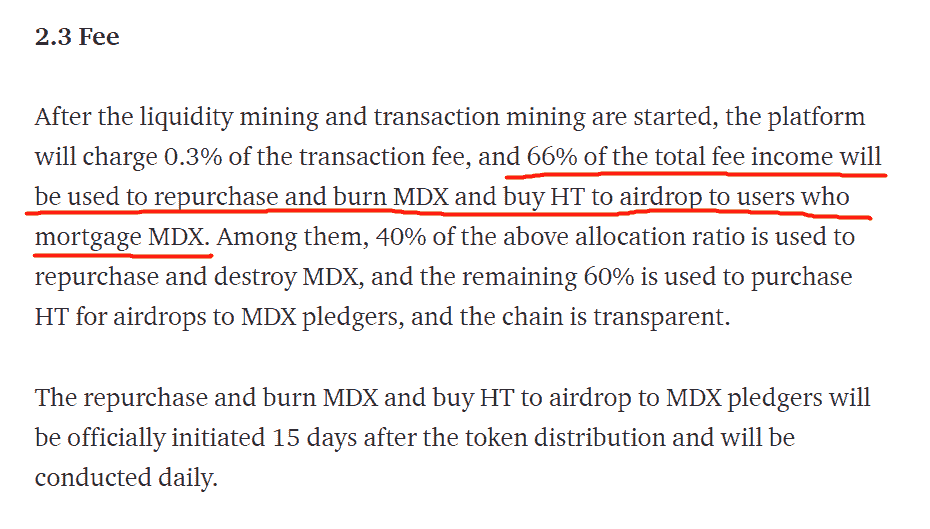 2.3 Fee
After the liquidity mining and transaction mining are started, the platform
will charge 0.3% of the transaction fee, and 66% of the total fee income will
be used to repurchase and burn MDX and buy HT to airdrop to users who
mortgage MDX. Among them, 40% of the above allocation ratio is used to
repurchase and destroy MDX, and the remaining 60% is used to purchase
HT for airdrops to MDX pledgers, and the chain is transparent.
The repurchase and burn MDX and buy HT to airdrop to MDX pledgers will
be officially initiated 15 days after the token distribution and will be
conducted daily.